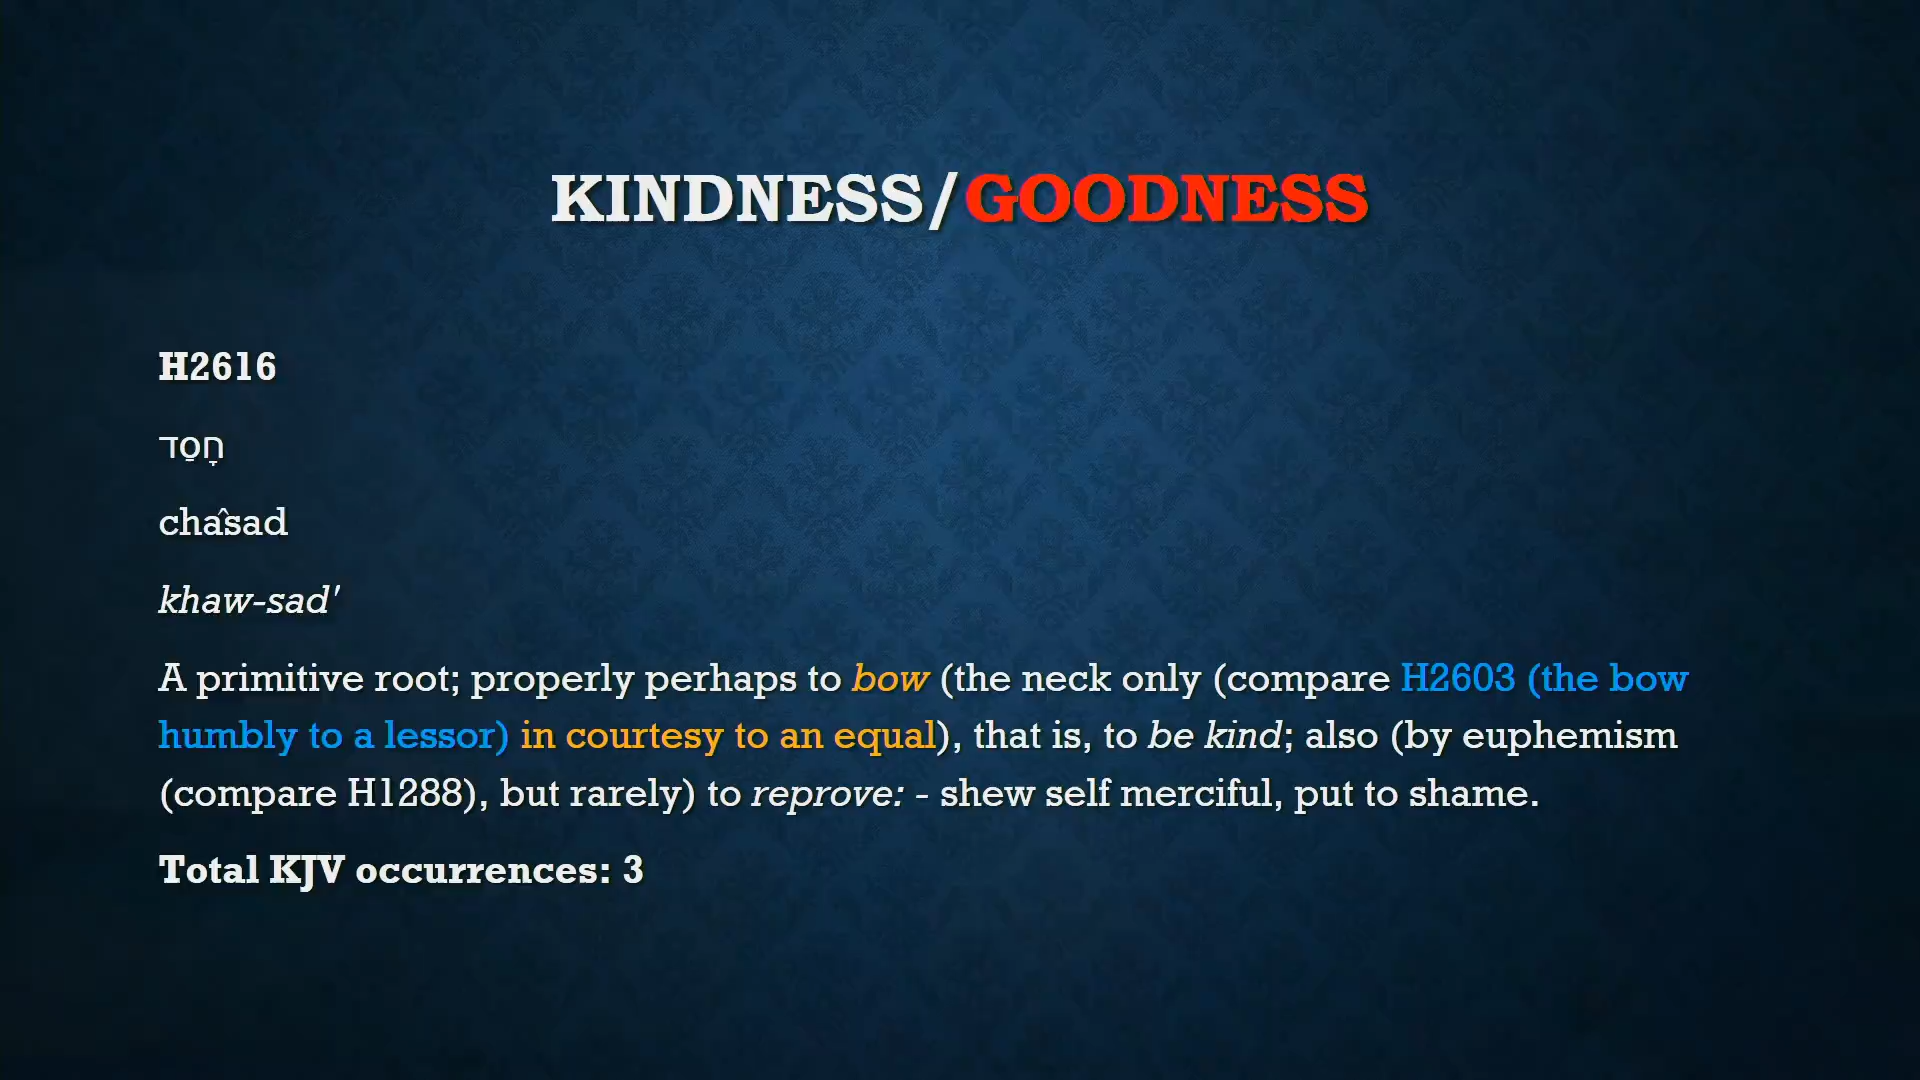 KINDNESS/GOODNESS
H2616
חָסַד
châsad
khaw-sad'
A primitive root; properly perhaps to bow (the neck only (compare H2603 (the bow
humbly to a lessor) in courtesy to an equal), that is, to be kind; also (by euphemism
(compare H1288), but rarely) to reprove: - shew self merciful, put to shame.
Total KJV occurrences: 3